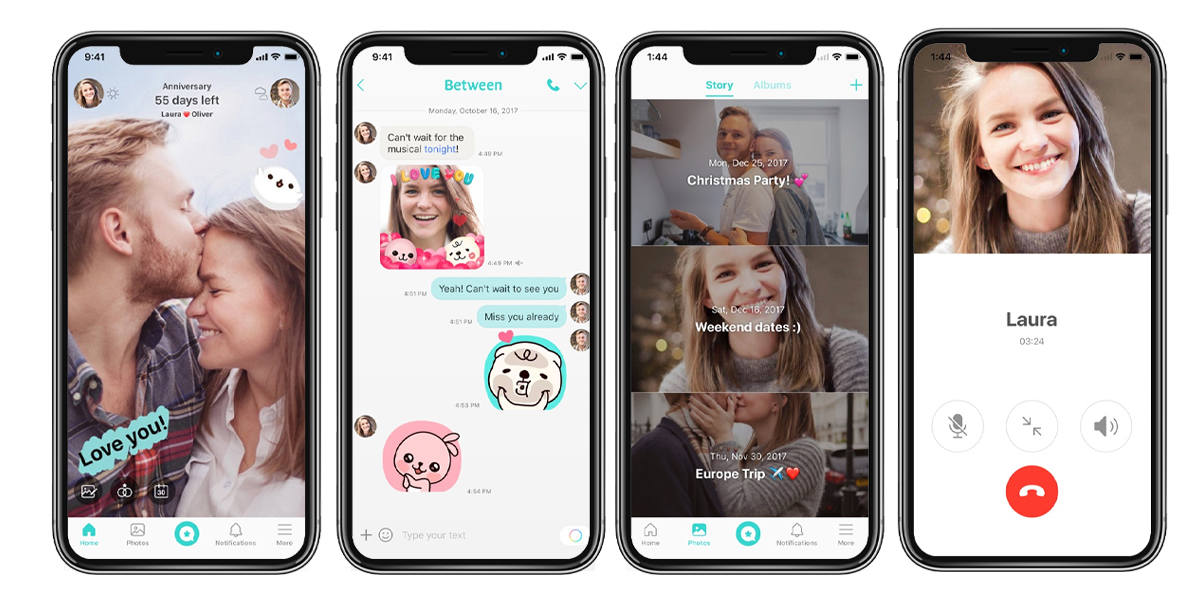 9:41
Anniversary
55 days left
Laura ❤️ Oliver
Love you!
30
Home
Photos
Notifications
More
9:41
Between
Monday, October 16, 2017
Can't wait for the
musical tonight!
4:49 PM
I LOVE YOU
4:49 PM
Yeah! Can't wait to see you
4:51 PM
Miss you already
4:51 PM
4:53 PM
4:54 PM
Type your text
1:44
Story
Albums
Mon, Dec 25, 2017
Christmas Party! 💕
Sat, Dec 16, 2017
Weekend dates :)
Thu, Nov 30, 2017
Europe Trip ✈️❤️
Home
Photos
Notifications
More
1:44
Laura
03:24